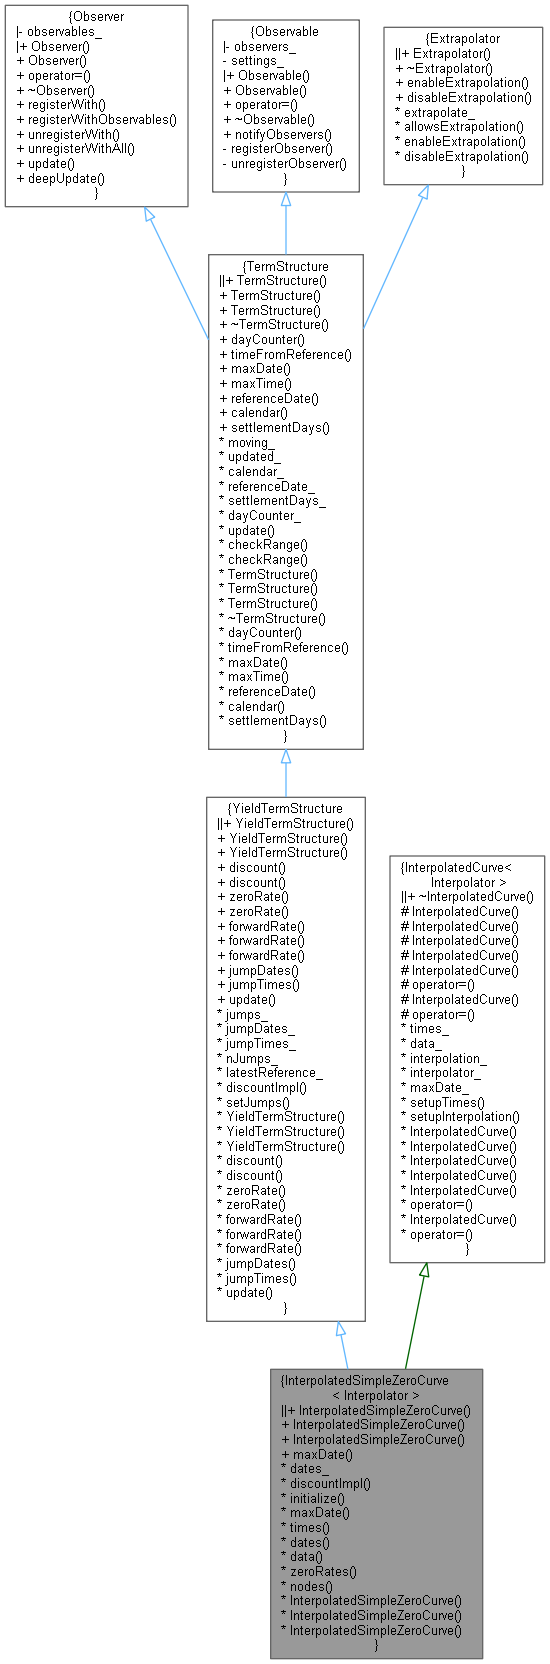 {Observer
|- observables_
|+ Observer()
+ Observer()
+ operator=()
+ ~Observer()
+ registerWith()
+ registerWithObservables()
+ unregisterWith()
+ unregisterWithAll()
+ update()
+ deepUpdate()
}
{Observable
|- observers_
- settings_
|+ Observable()
+ Observable()
+ operator=()
+ ~Observable()
+ notifyObservers()
- registerObserver()
- unregisterObserver()
}
{Extrapolator
||+ Extrapolator()
+ ~Extrapolator()
+ enableExtrapolation()
+ disableExtrapolation()
* extrapolate_
* allowsExtrapolation()
* enableExtrapolation()
* disableExtrapolation()
}
{TermStructure
||+ TermStructure()
+ TermStructure()
+ TermStructure()
+ ~TermStructure()
+ dayCounter()
+ timeFromReference()
+ maxDate()
+ maxTime()
+ referenceDate()
+ calendar()
+ settlementDays()
* moving_
* updated_
* calendar_
* referenceDate_
* settlementDays_
* dayCounter_
* update()
* checkRange()
* checkRange()
* TermStructure()
* TermStructure()
* TermStructure()
* ~TermStructure()
* dayCounter()
* timeFromReference()
* maxDate()
* maxTime()
* referenceDate()
* calendar()
* settlementDays()
}
{YieldTermStructure
||+ YieldTermStructure()
+ YieldTermStructure()
+ YieldTermStructure()
+ discount()
+ discount()
+ zeroRate()
+ zeroRate()
+ forwardRate()
+ forwardRate()
+ forwardRate()
+ jumpDates()
+ jumpTimes()
+ update()
* jumps_
* jumpDates_
* jumpTimes_
* nJumps_
* latestReference_
* discountImpl()
* setJumps()
* YieldTermStructure()
* YieldTermStructure()
* YieldTermStructure()
* discount()
* discount()
* zeroRate()
* zeroRate()
* forwardRate()
* forwardRate()
* forwardRate()
* jumpDates()
* jumpTimes()
* update()
}
{InterpolatedCurve<
Interpolator >
||+ ~InterpolatedCurve()
# InterpolatedCurve()
# InterpolatedCurve()
# InterpolatedCurve()
# InterpolatedCurve()
# InterpolatedCurve()
# operator=()
# InterpolatedCurve()
# operator=()
* times_
* data_
* interpolation_
* interpolator_
* maxDate_
* setupTimes()
* setupInterpolation()
* InterpolatedCurve()
* InterpolatedCurve()
* InterpolatedCurve()
* InterpolatedCurve()
* InterpolatedCurve()
* operator=()
* InterpolatedCurve()
* operator=()
}
{InterpolatedSimpleZeroCurve
< Interpolator >
||+ InterpolatedSimpleZeroCurve()
+ InterpolatedSimpleZeroCurve()
+ InterpolatedSimpleZeroCurve()
+ maxDate()
* dates_
* discountImpl()
* initialize()
* maxDate()
* times()
* dates()
* data()
* zeroRates()
* nodes()
* InterpolatedSimpleZeroCurve()
* InterpolatedSimpleZeroCurve()
* InterpolatedSimpleZeroCurve()
}